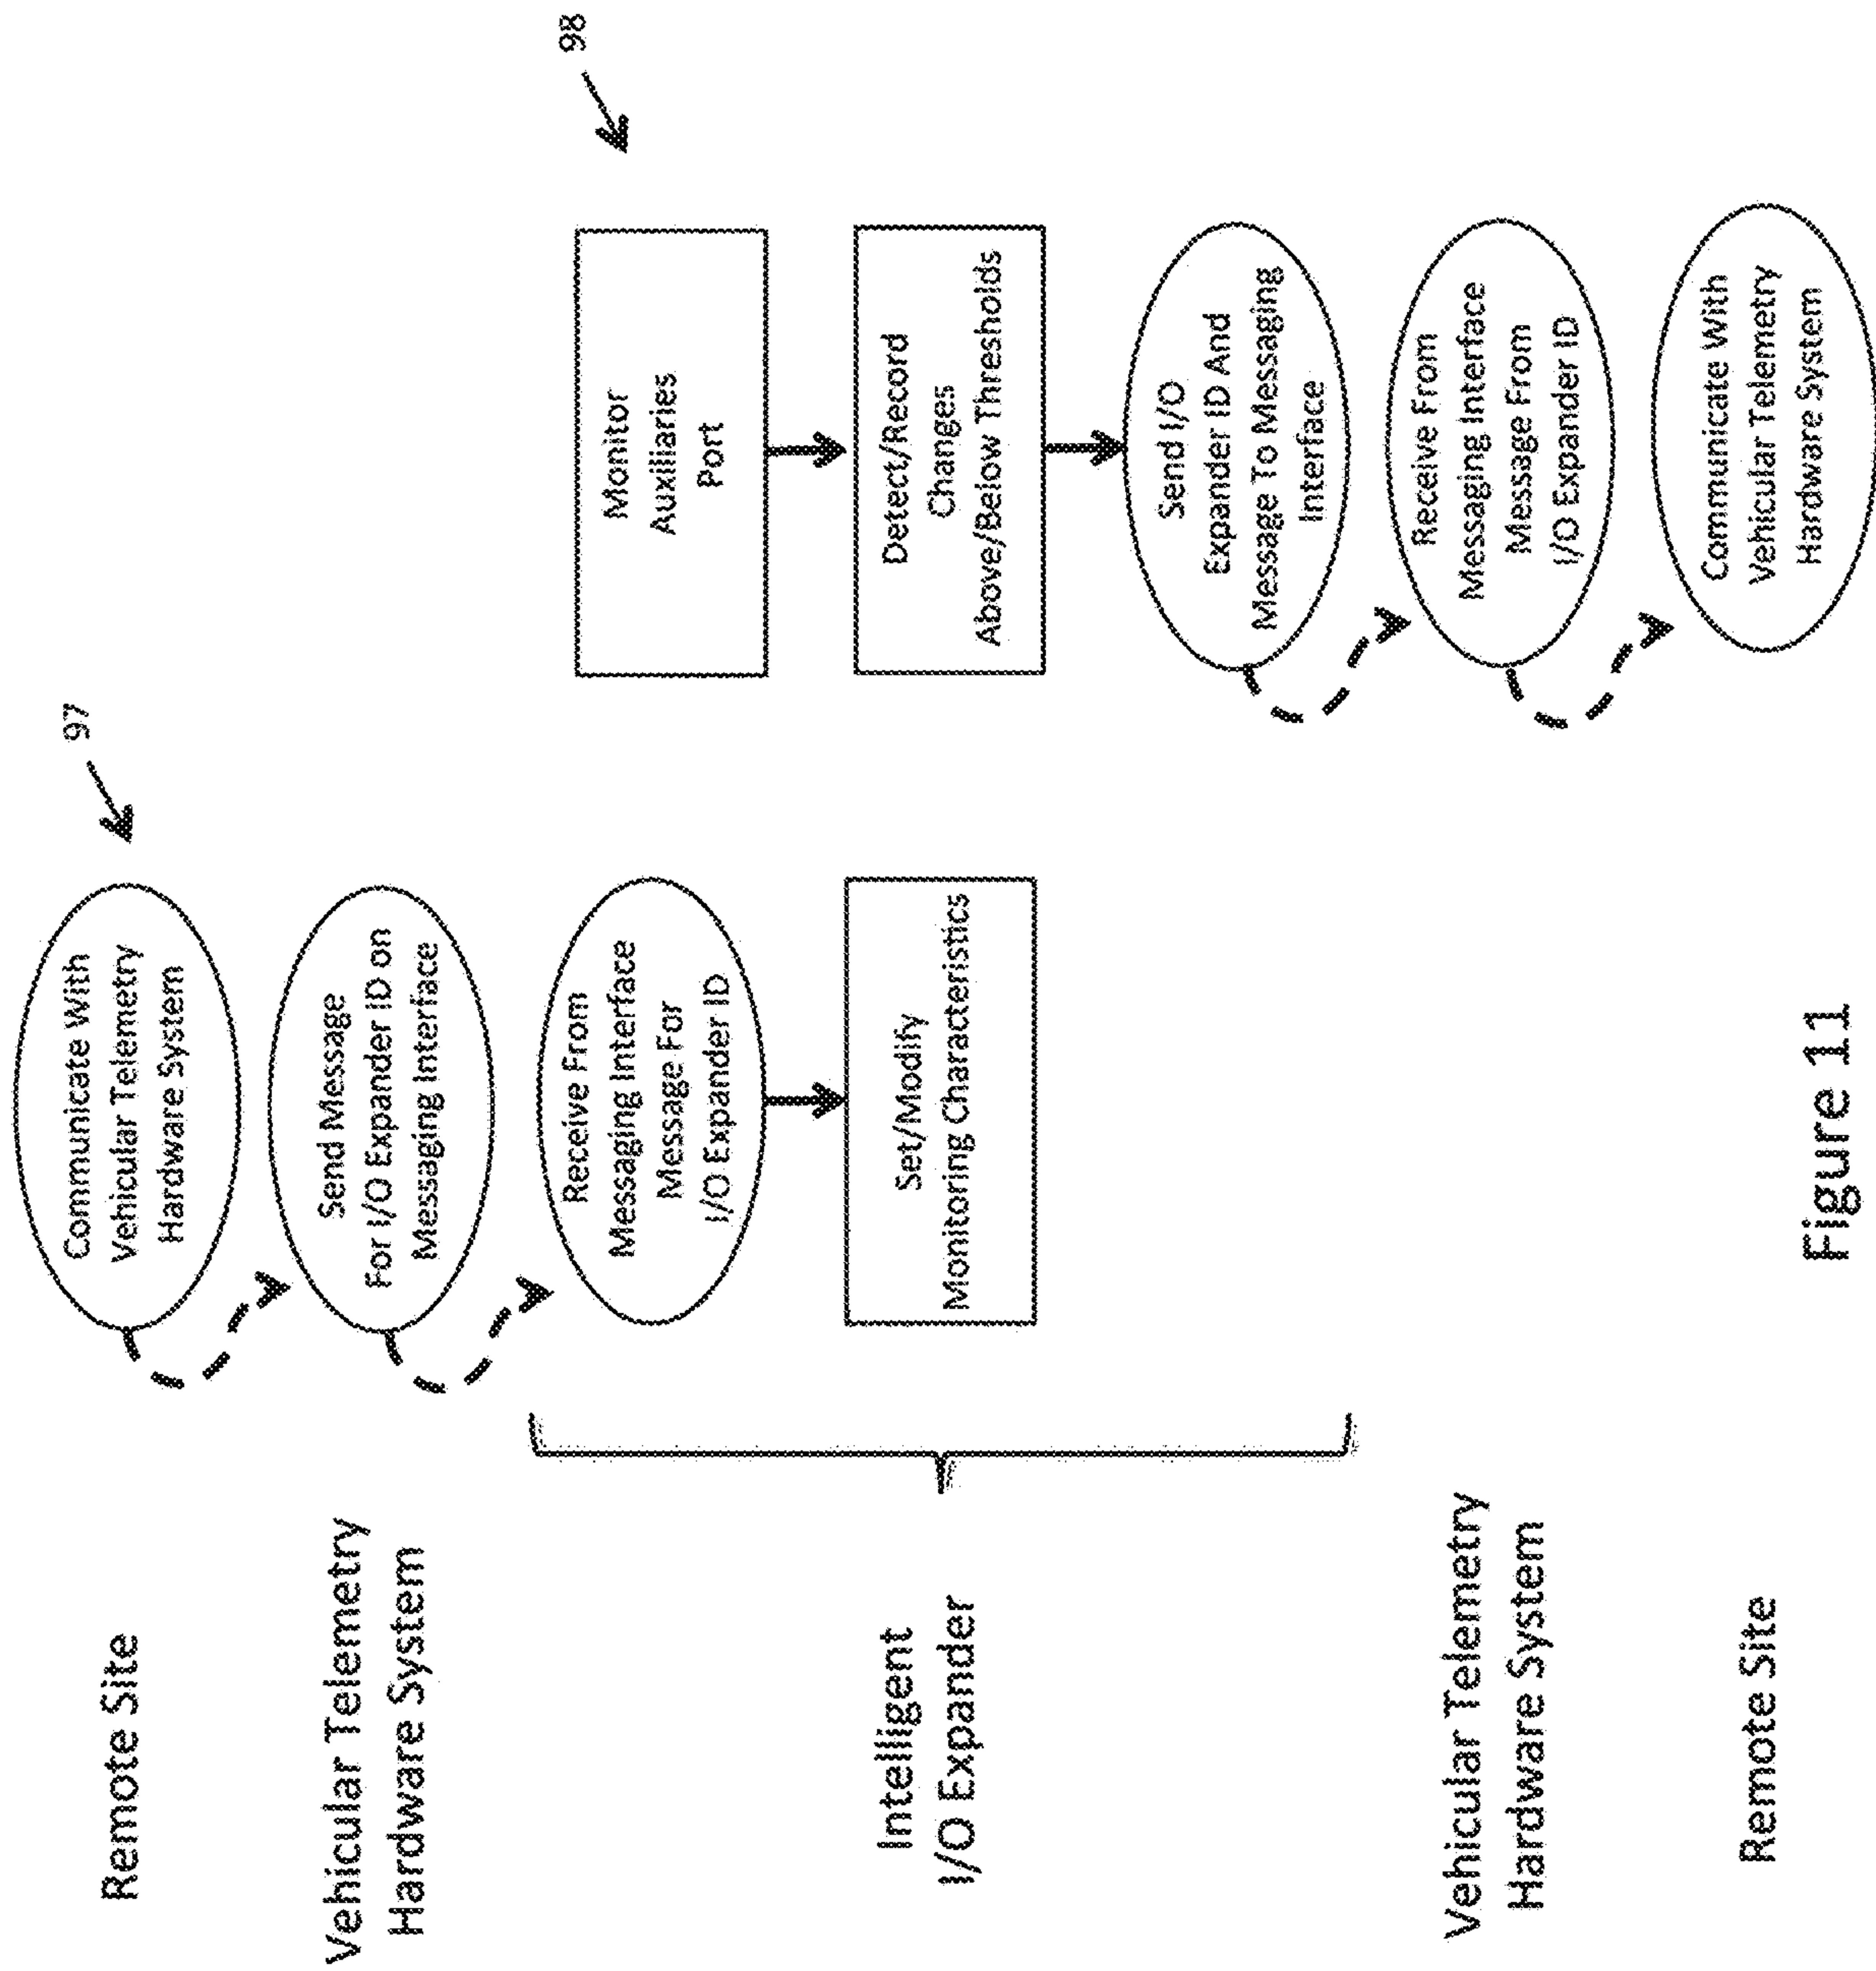 Remote Site
Vehicular Telemetry
Hardware System
Intelligent
I/O Expander
Vehicular Telemetry
Hardware System
Remote Site
97
Communicate With
Vehicular Telemetry
Hardware System
Send Message
For I/O Expander ID on
Messaging Interface
Receive From
Messaging Interface
Message For
I/O Expander ID
Set/Modify
Monitoring Characteristics
98
Monitor
Auxiliaries
Port
Detect/Record
Changes
Above/Below Thresholds
Send I/O
Expander ID And
Message To Messaging
Interface
Receive From
Messaging Interface
Message From
I/O Expander ID
Communicate With
Vehicular Telemetry
Hardware System
Figure 11